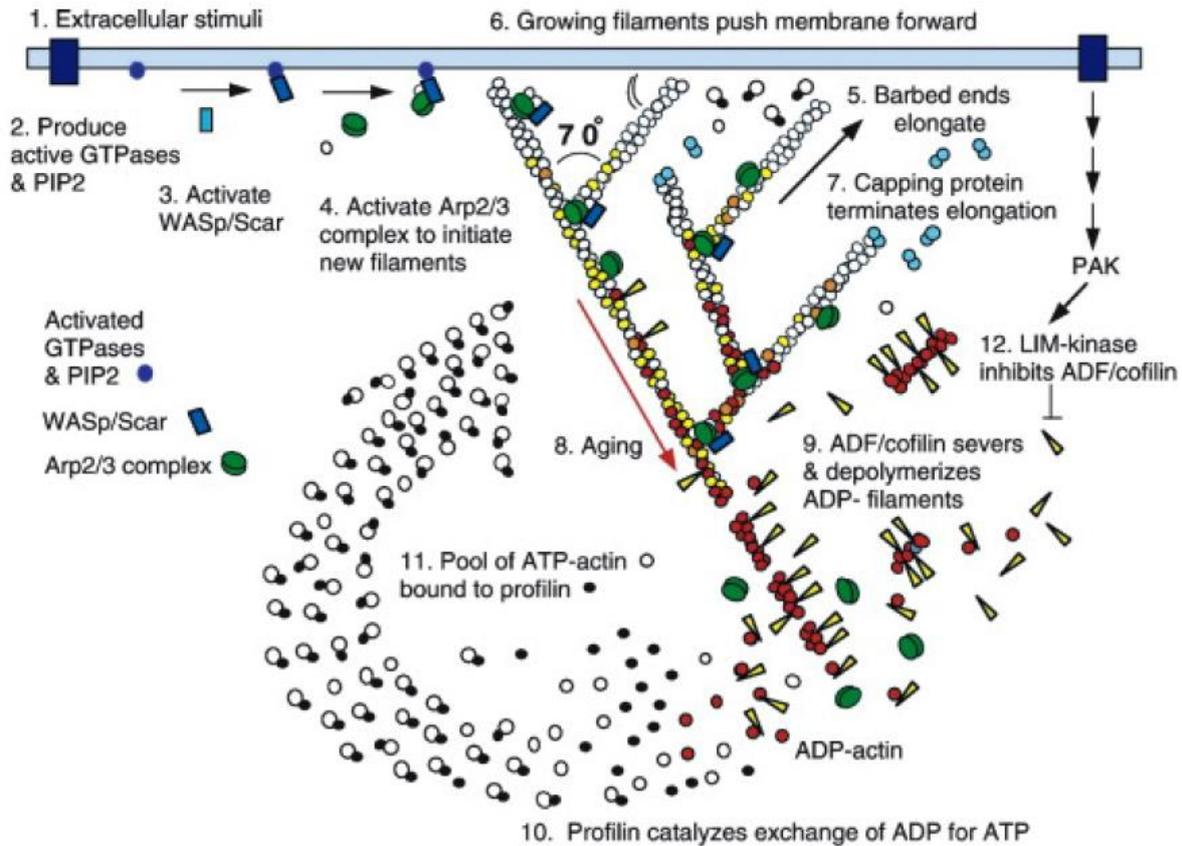 1. Extracellular stimuli
6. Growing filaments push membrane forward
2. Produce
active GTPases
& PIP2
3. Activate
WASp/Scar
4. Activate Arp2/3
complex to initiate
new filaments
70°
5. Barbed ends
elongate
7. Capping protein
terminates elongation
PAK
12. LIM-kinase
inhibits ADF/cofilin
Activated
GTPases
& PIP2
WASp/Scar
Arp2/3 complex
8. Aging
9. ADF/cofilin severs
& depolymerizes
ADP- filaments
11. Pool of ATP-actin
bound to profilin
ADP-actin
10. Profilin catalyzes exchange of ADP for ATP